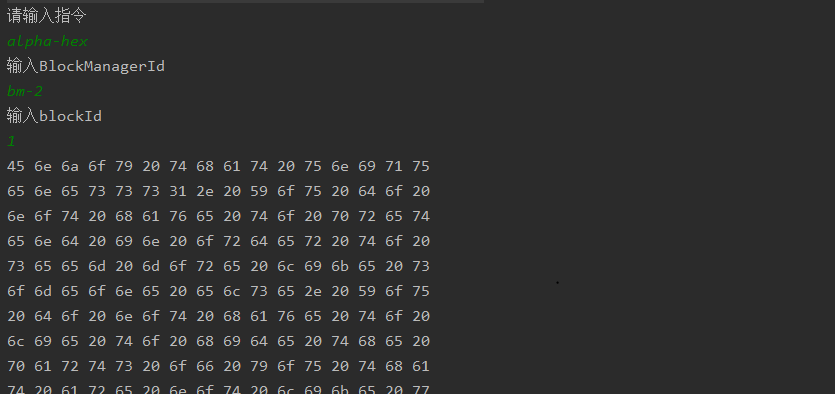 请输入指令
alpha-hex
输入BlockManagerId
bm-2
输入blockId
1
45 6e 6a 6f 79 20 74 68 61 74 20 75 6e 69 71 75
65 6e 65 73 73 73 31 2e 20 59 6f 75 20 64 6f 20
6e 6f 74 20 68 61 76 65 20 74 6f 20 70 72 65 74
65 6e 64 20 69 6e 20 6f 72 64 65 72 20 74 6f 20
73 65 65 6d 20 6d 6f 72 65 20 6c 69 6b 65 20 73
6f 6d 65 6f 6e 65 20 65 6c 73 65 2e 20 59 6f 75
20 64 6f 20 6e 6f 74 20 68 61 76 65 20 74 6f 20
6c 69 65 20 74 6f 20 68 69 64 65 20 74 68 65 20
70 61 72 74 73 20 6f 66 20 79 6f 75 20 74 68 61
74 20 61 72 65 20 6e 6f 74 20 6c 69 6b 65 20 77